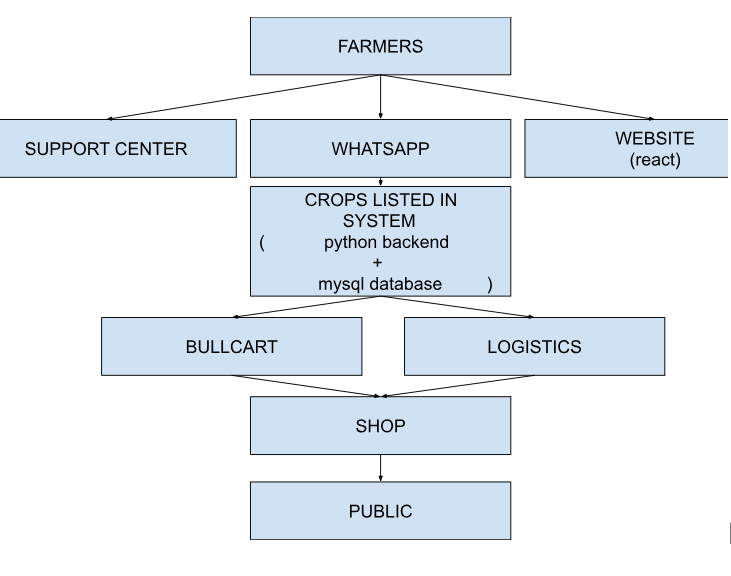 FARMERS
SUPPORT CENTER
WHATSAPP
WEBSITE
(react)
CROPS LISTED IN
SYSTEM
( python backend
+
mysql database )
BULLCART
LOGISTICS
SHOP
PUBLIC